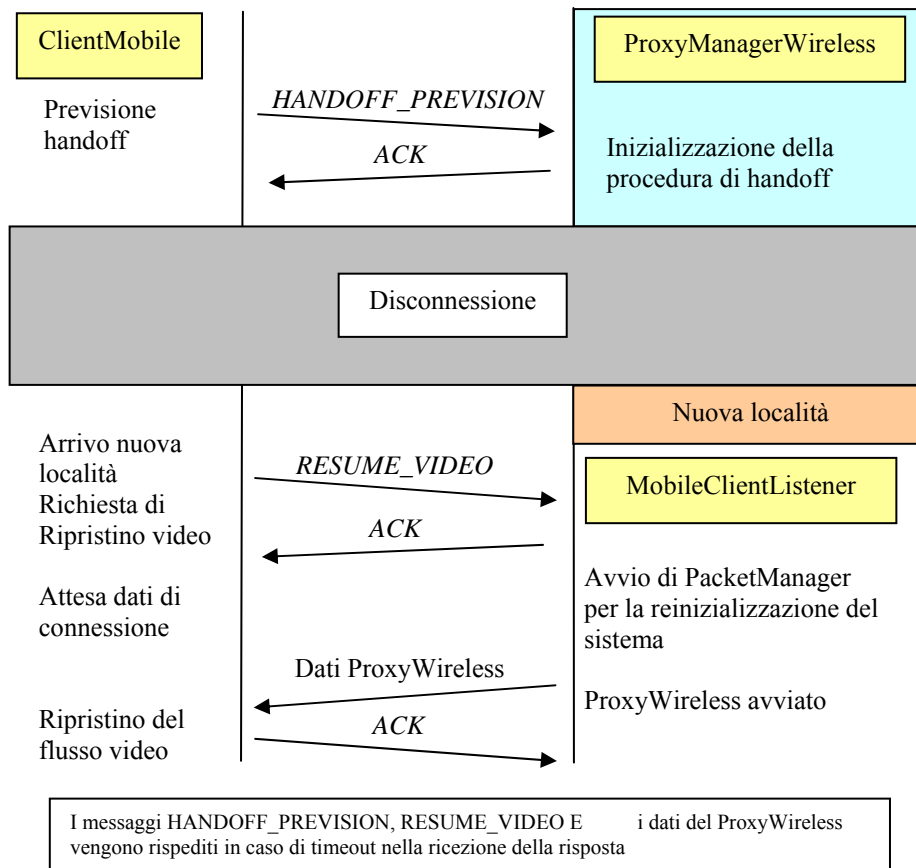 ClientMobile
ProxyManagerWireless
Previsione
handoff
HANDOFF_PREVISION
ACK
Inizializzazione della
procedura di handoff
Disconnessione
Nuova località
Arrivo nuova
località
Richiesta di
Ripristino video
RESUME_VIDEO
MobileClientListener
ACK
Attesa dati di
connessione
Avvio di PacketManager
per la reinizializzazione del
sistema
Dati ProxyWireless
ProxyWireless avviato
Ripristino del
flusso video
ACK
I messaggi HANDOFF_PREVISION, RESUME_VIDEO E i dati del ProxyWireless
vengono rispediti in caso di timeout nella ricezione della risposta